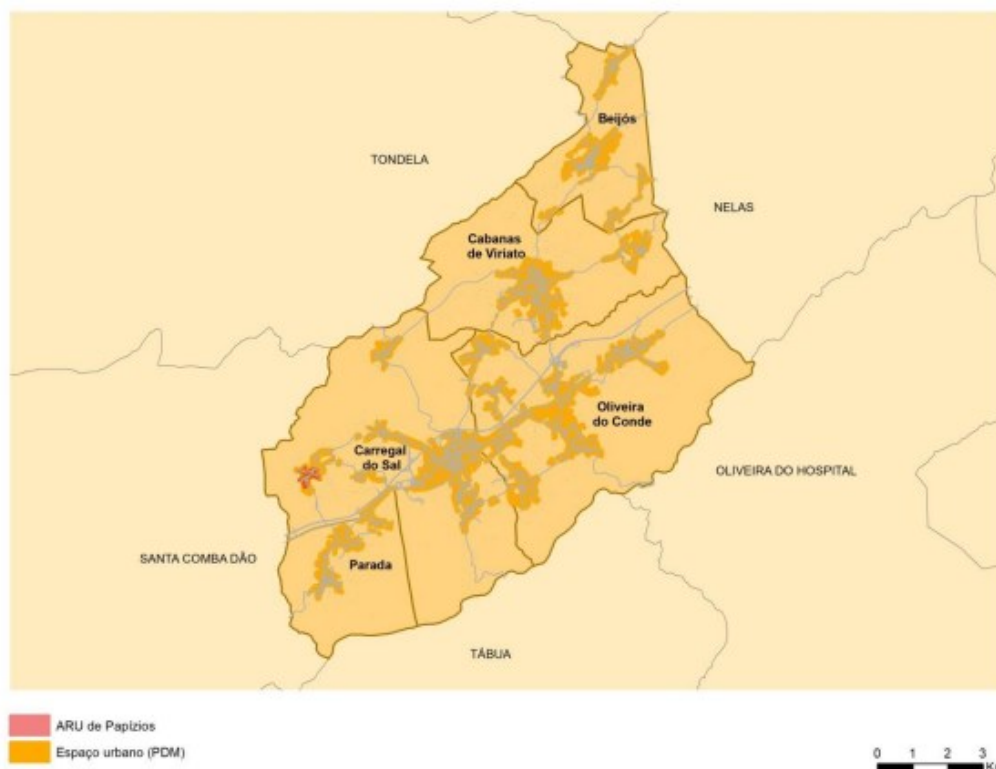 Beijós
TONDELA
NELAS
Cabanas
de Viriato
Oliveira
do Conde
Carregal
do Sal
OLIVEIRA DO HOSPITAL
SANTA COMBA DÃO
Parada
TÁBUA
ARU de Papízios
Espaço urbano (PDM)
0 1 2 3
K